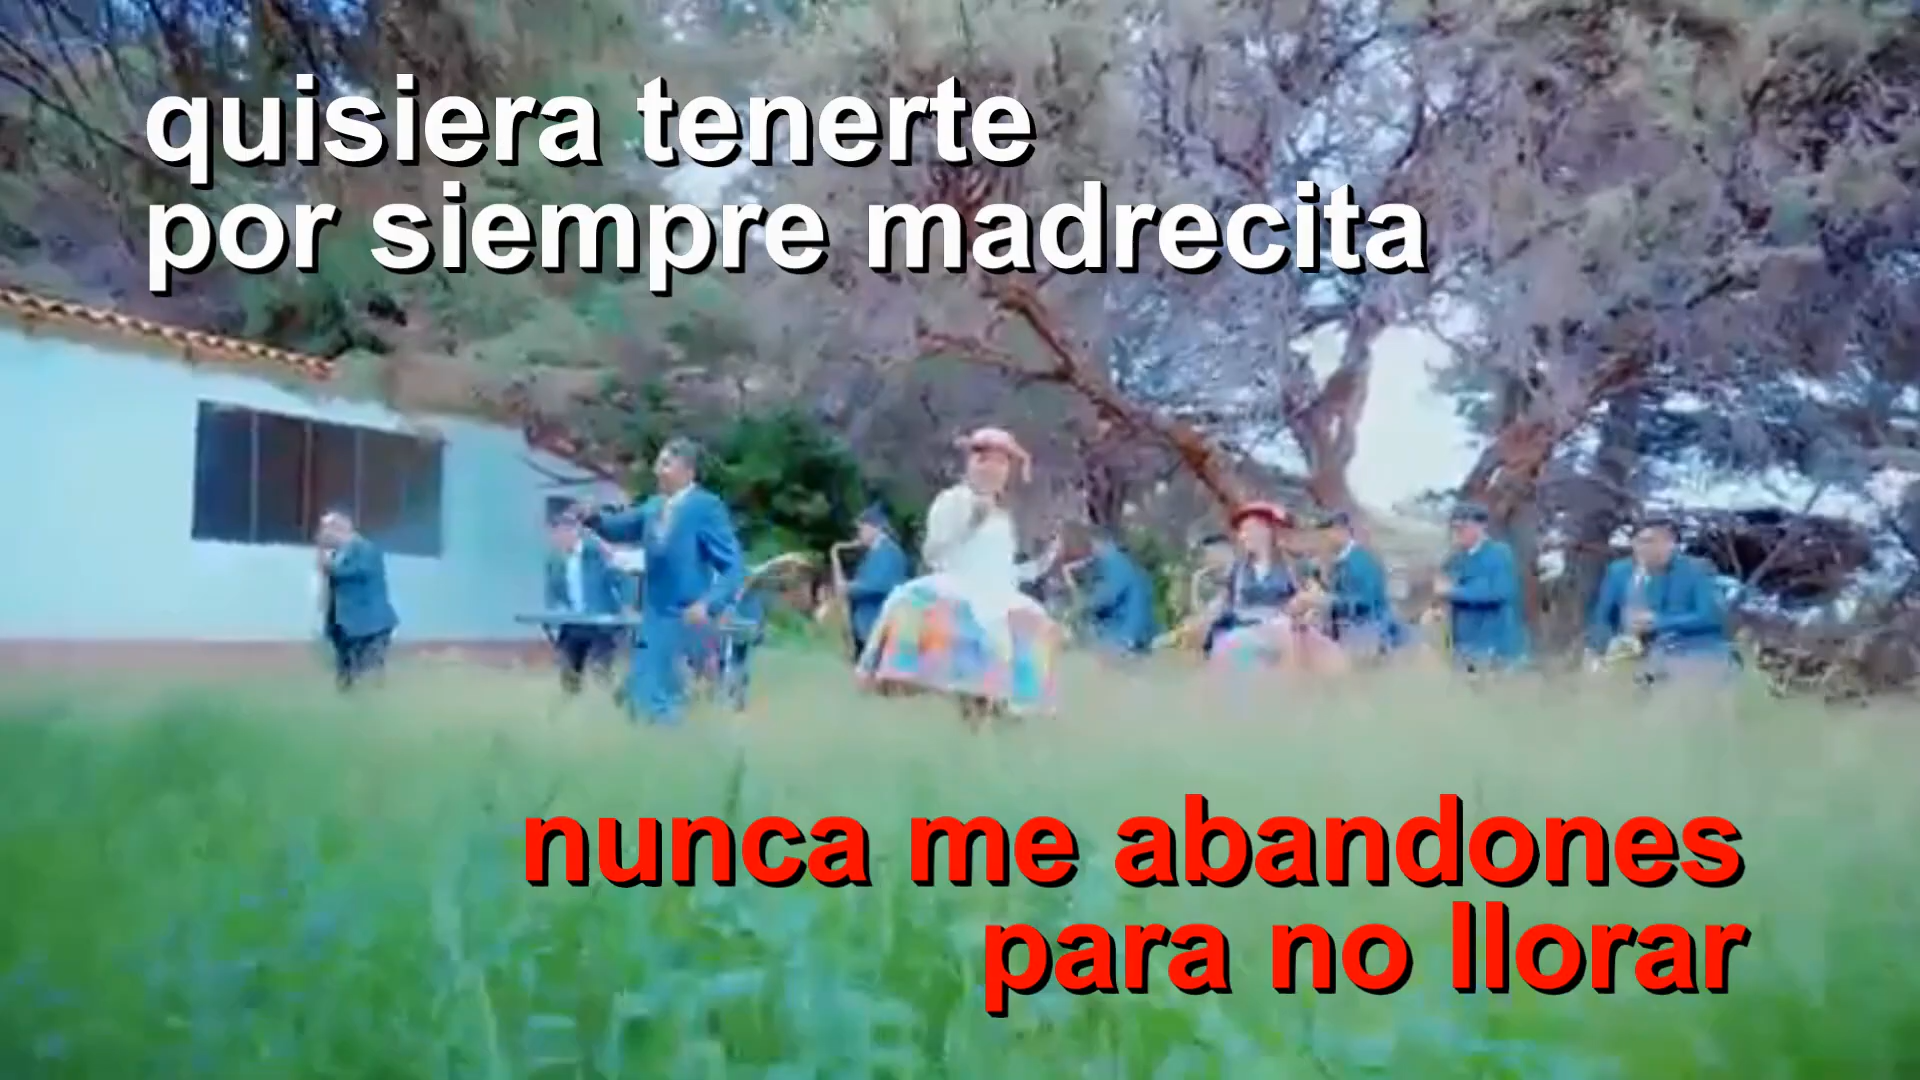 quisiera tenerte
por siempre madrecita
nunca me abandones
para no llorar